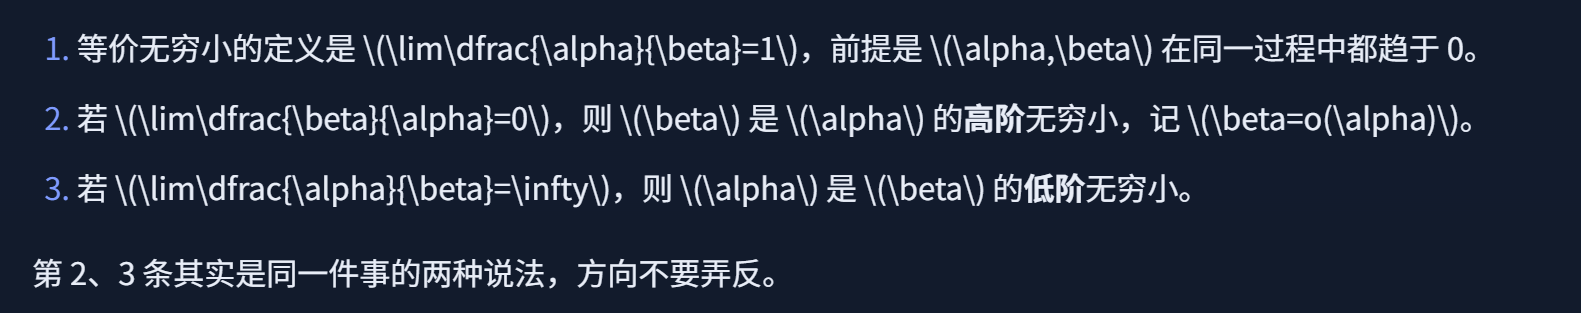 1. 等价无穷小的定义是 \(\lim\dfrac{\alpha}{\beta}=1\)，前提是 \(\alpha,\beta\) 在同一过程中都趋于 0。
2. 若 \(\lim\dfrac{\beta}{\alpha}=0\)，则 \(\beta\) 是 \(\alpha\) 的高阶无穷小，记 \(\beta=o(\alpha)\)。
3. 若 \(\lim\dfrac{\alpha}{\beta}=\infty\)，则 \(\alpha\) 是 \(\beta\) 的低阶无穷小。
第 2、3 条其实是同一件事的两种说法，方向不要弄反。